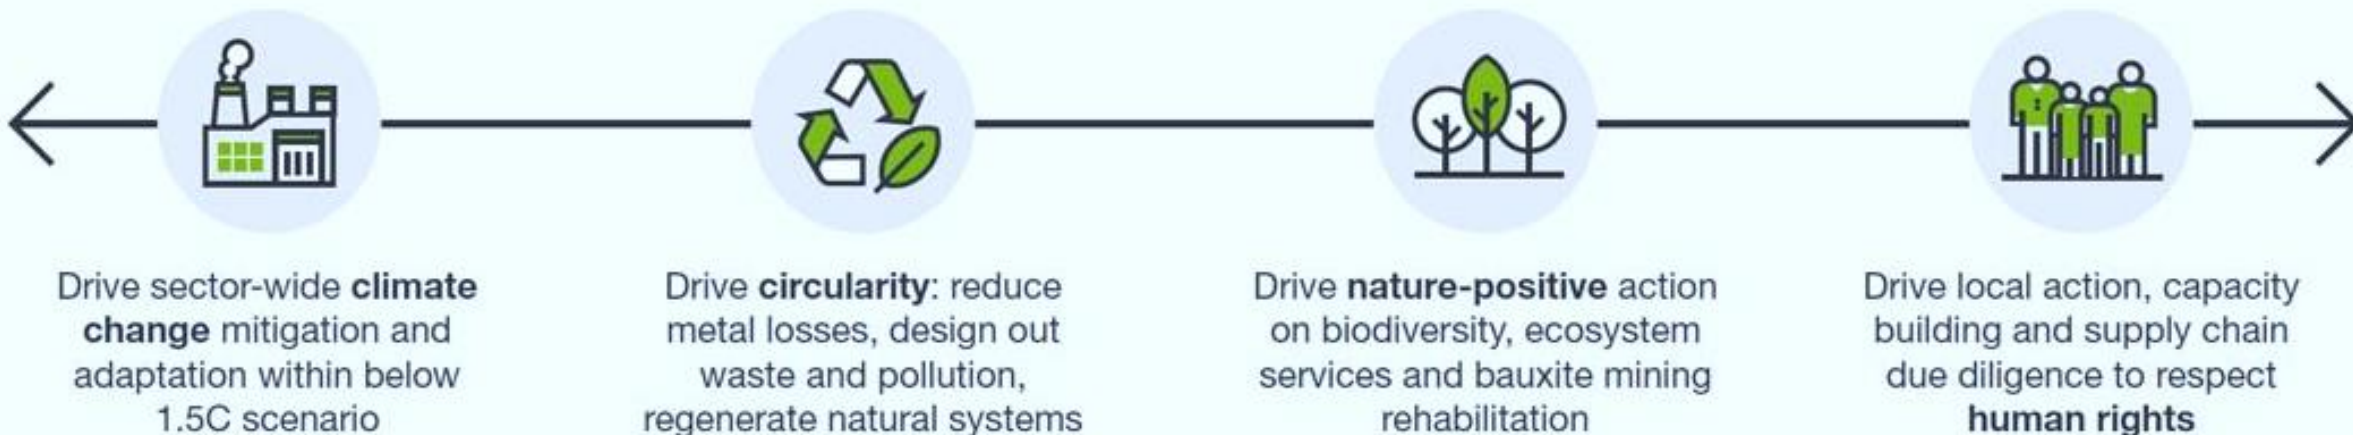 Drive sector-wide climate
change mitigation and
adaptation within below
1.5C scenario
Drive circularity: reduce
metal losses, design out
waste and pollution,
regenerate natural systems
Drive nature-positive action
on biodiversity, ecosystem
services and bauxite mining
rehabilitation
Drive local action, capacity
building and supply chain
due diligence to respect
human rights